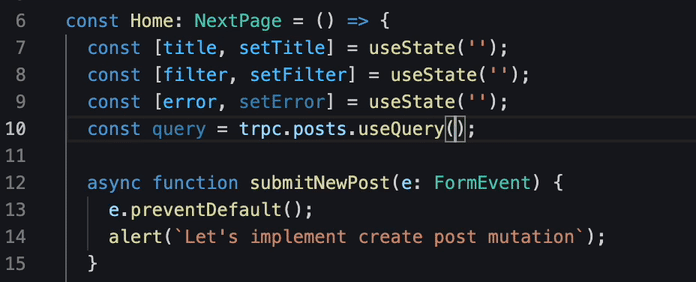 6 const Home: NextPage = () => {
7 const [title, setTitle] = useState('');
8 const [filter, setFilter] = useState('');
9 const [error, setError] = useState('');
10 const query = trpc.posts.useQuery();
11
12 async function submitNewPost(e: FormEvent) {
13 e.preventDefault();
14 alert(`Let's implement create post mutation`);
15 }